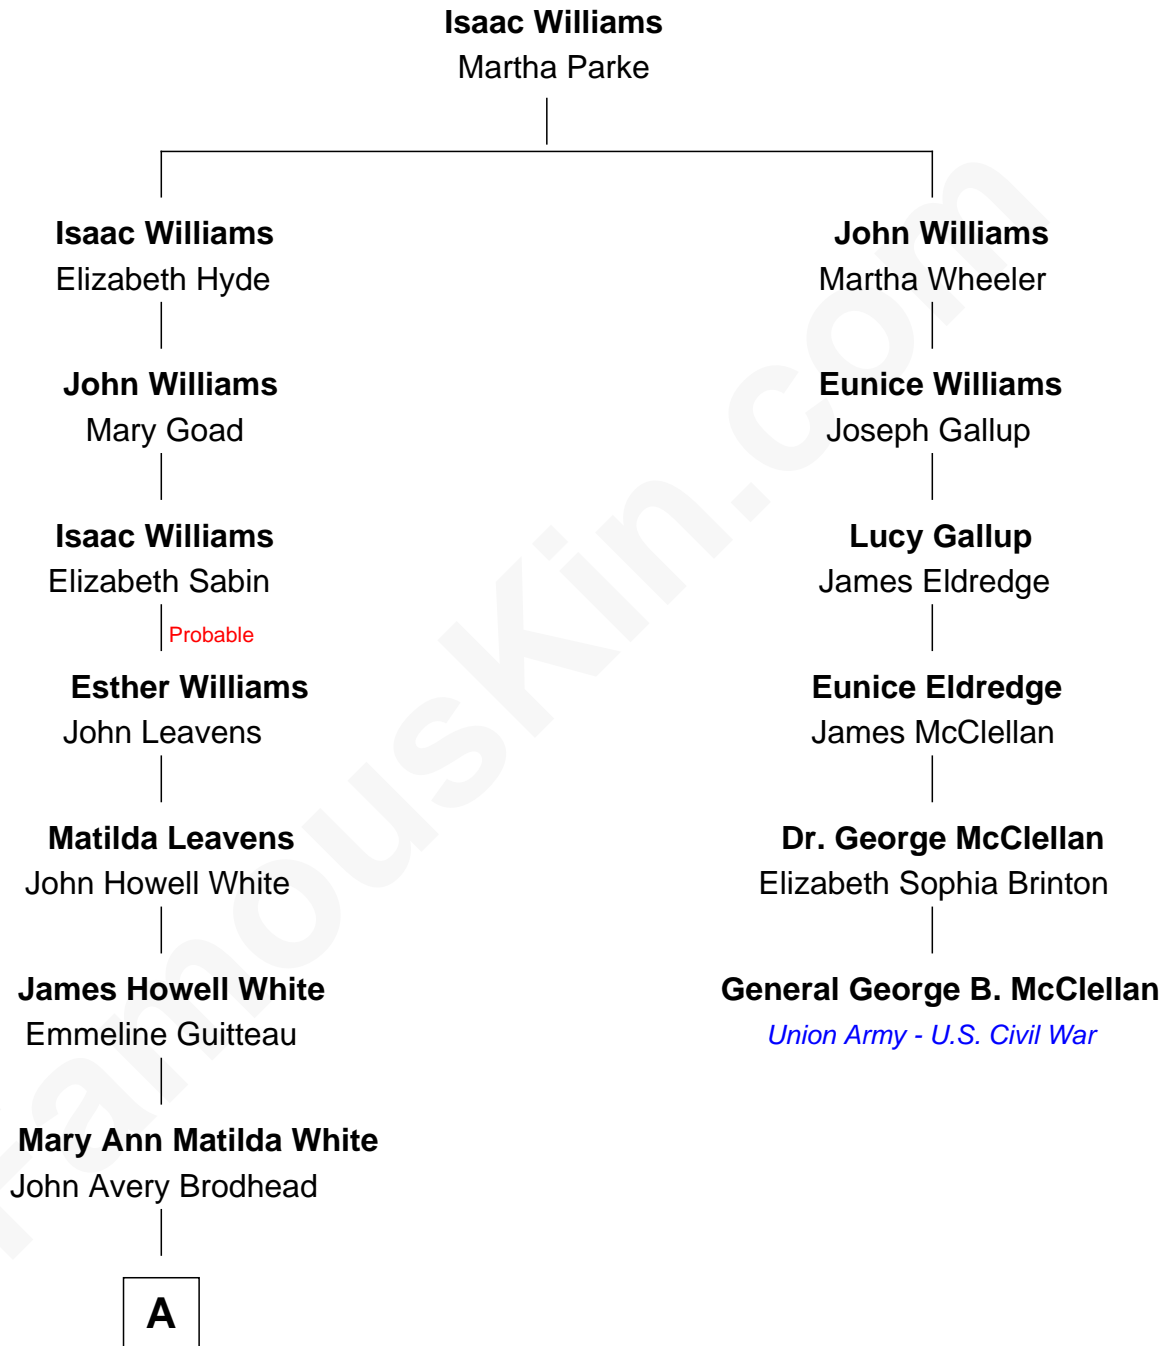 Isaac Williams
Martha Parke
Isaac Williams
Elizabeth Hyde
John Williams
Martha Wheeler
John Williams
Mary Goad
Eunice Williams
Joseph Gallup
Isaac Williams
Elizabeth Sabin
Lucy Gallup
James Eldredge
Probable
Esther Williams
John Leavens
Eunice Eldredge
James McClellan
Matilda Leavens
John Howell White
Dr. George McClellan
Elizabeth Sophia Brinton
James Howell White
Emmeline Guitteau
General George B. McClellan
Union Army - U.S. Civil War
Mary Ann Matilda White
John Avery Brodhead
A
FamousKin.com